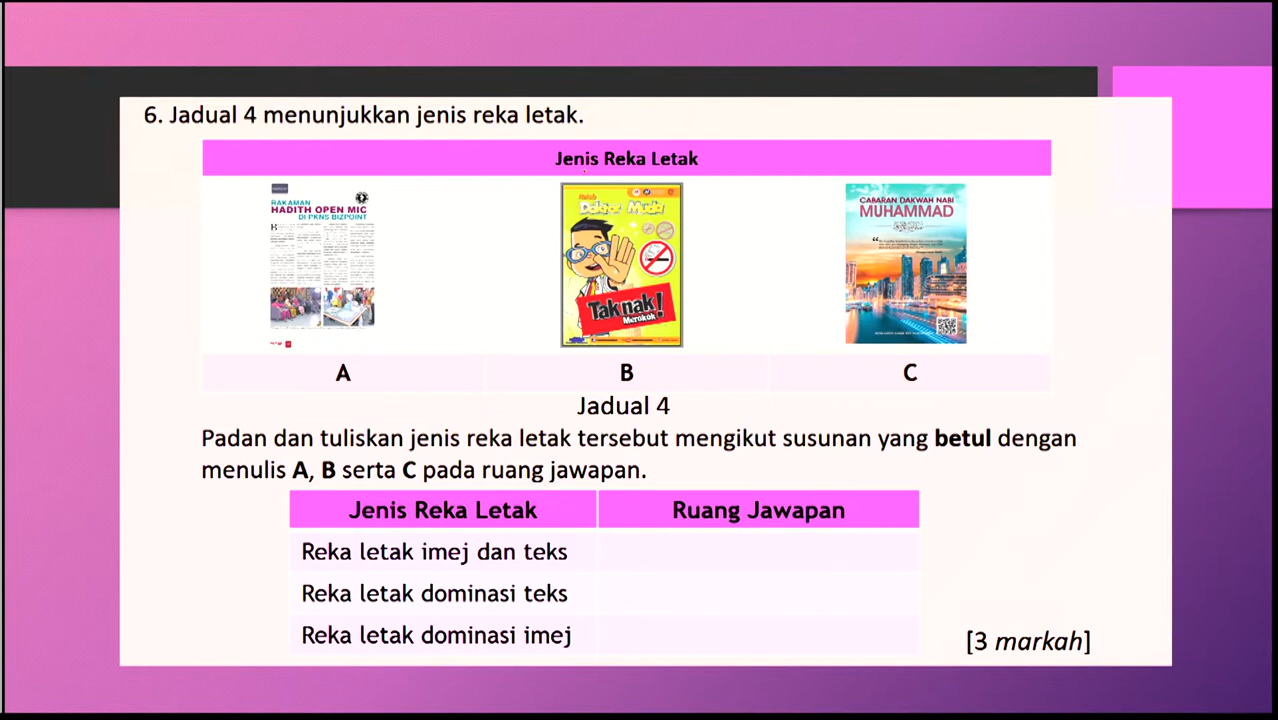 6. Jadual 4 menunjukkan jenis reka letak.
Jenis Reka Letak
RAKAMAN
HADITH OPEN MIC
DI PKNS BIZPOINT
Doktor Muda
Tak nak!
Merokok
CABARAN DAKWAH NABI
MUHAMMAD
A
B
C
Jadual 4
Padan dan tuliskan jenis reka letak tersebut mengikut susunan yang betul dengan
menulis A, B serta C pada ruang jawapan.
Jenis Reka Letak
Ruang Jawapan
Reka letak imej dan teks
Reka letak dominasi teks
Reka letak dominasi imej
[3 markah]